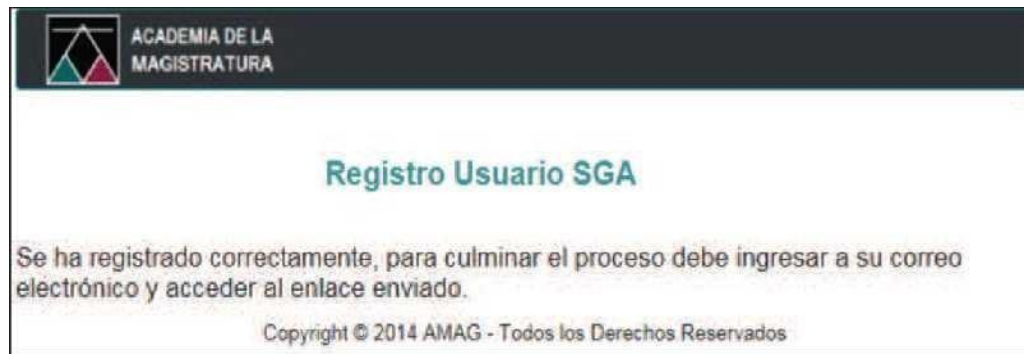 ACADEMIA DE LA
MAGISTRATURA
Registro Usuario SGA
Se ha registrado correctamente, para culminar el proceso debe ingresar a su correo
electrónico y acceder al enlace enviado.
Copyright © 2014 AMAG - Todos los Derechos Reservados